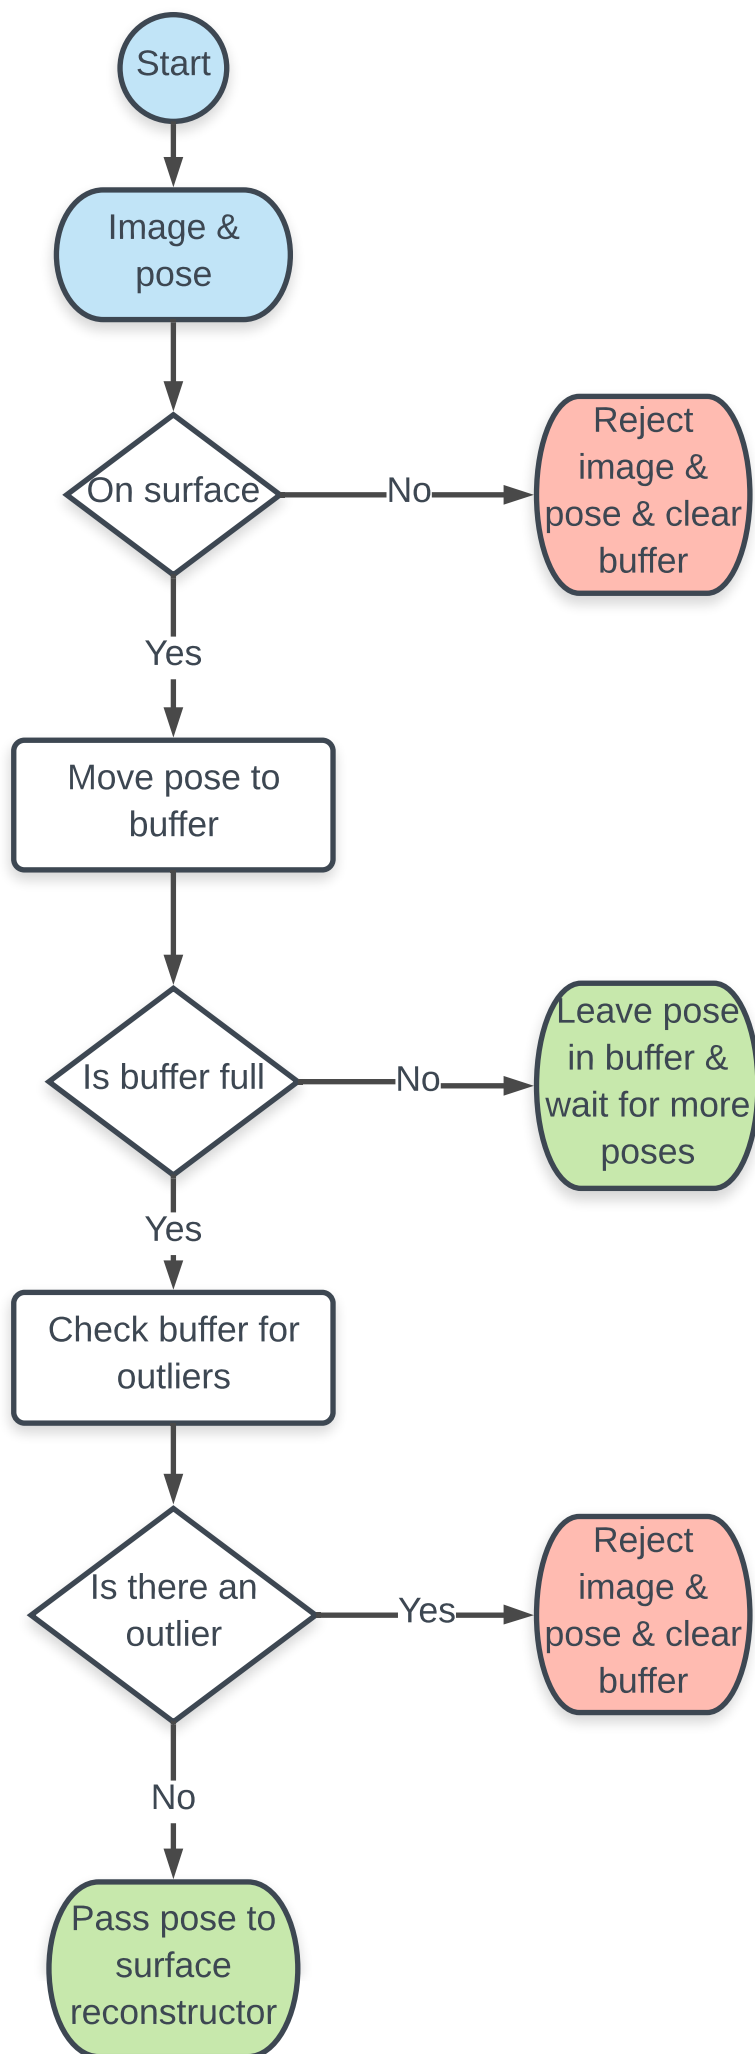 Start
Image &
pose
On surface
No
Reject
image &
pose & clear
buffer
Yes
Move pose to
buffer
Is buffer full
No
Leave pose
in buffer &
wait for more
poses
Yes
Check buffer for
outliers
Is there an
outlier
Yes
Reject
image &
pose & clear
buffer
No
Pass pose to
surface
reconstructor